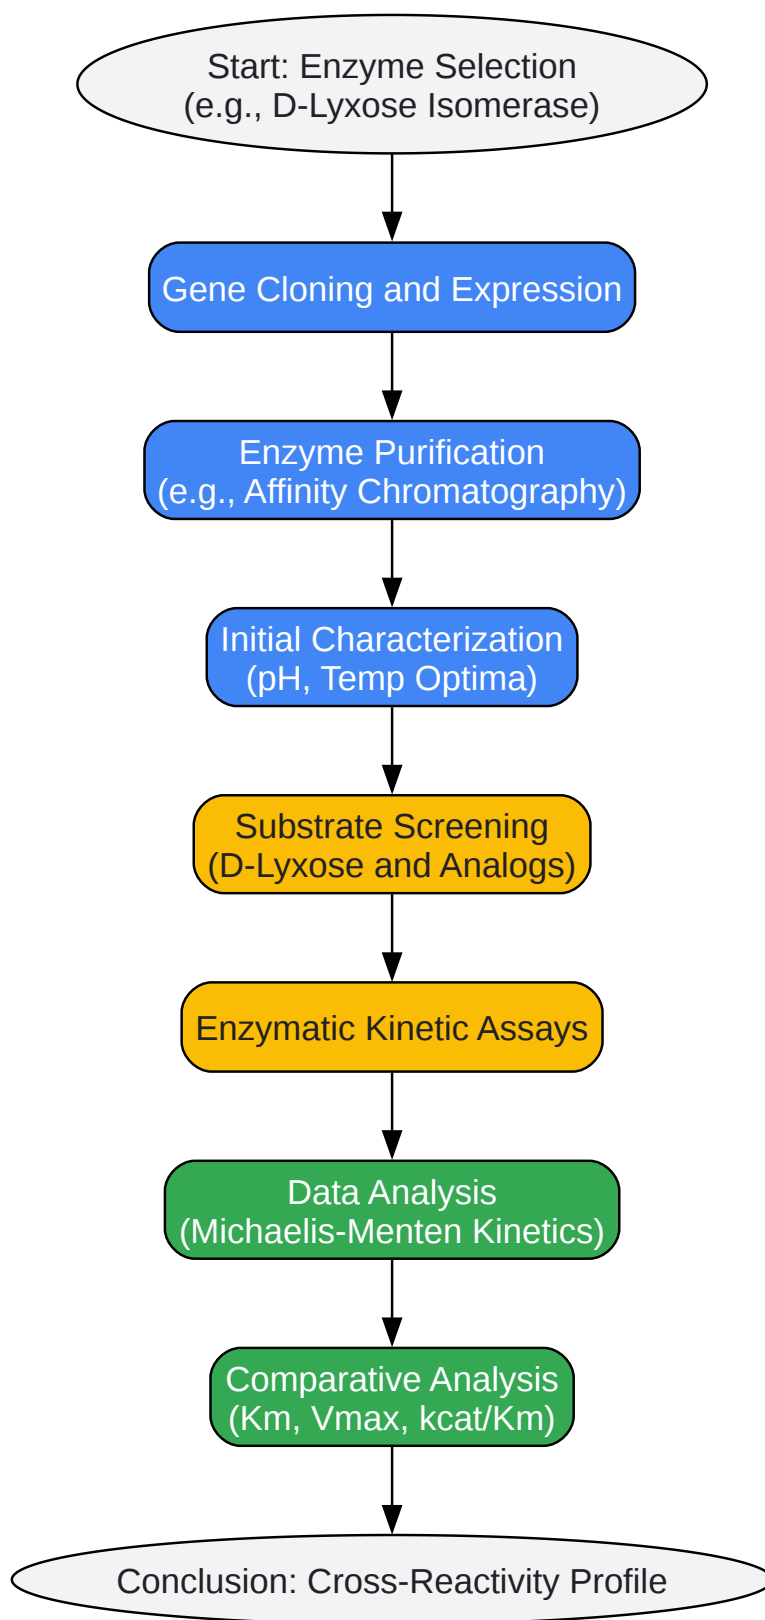 Start: Enzyme Selection
(e.g., D-Lyxose Isomerase)
Gene Cloning and Expression
Enzyme Purification
(e.g., Affinity Chromatography)
Initial Characterization
(pH, Temp Optima)
Substrate Screening
(D-Lyxose and Analogs)
Enzymatic Kinetic Assays
Data Analysis
(Michaelis-Menten Kinetics)
Comparative Analysis
(Km, Vmax, kcat/Km)
Conclusion: Cross-Reactivity Profile